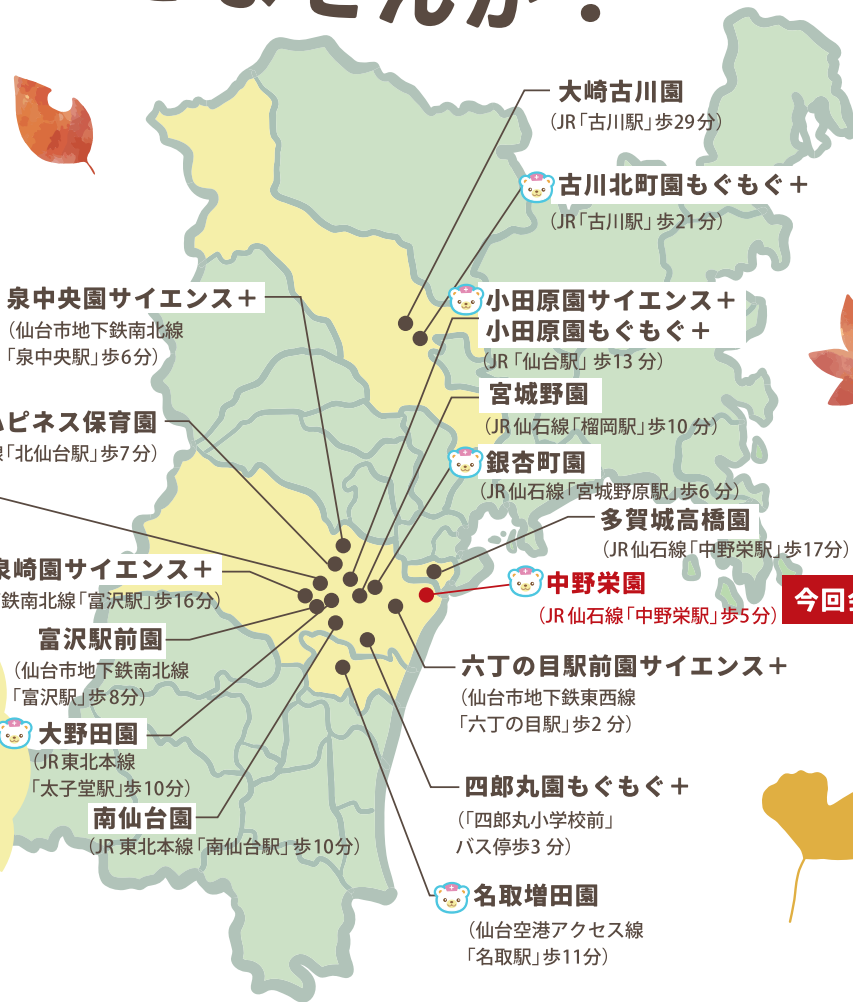 大崎古川園
(JR「古川駅」歩29分)
古川北町園もぐもぐ＋
(JR「古川駅」歩21分)
泉中央園サイエンス＋
(仙台市地下鉄南北線
「泉中央駅」歩6分)
小田原園サイエンス＋
小田原園もぐもぐ＋
(JR「仙台駅」歩13分)
宮城野園
(JR仙石線「榴岡駅」歩10分)
ハピネス保育園
線「北仙台駅」歩7分)
銀杏町園
(JR仙石線「宮城野原駅」歩6分)
多賀城高橋園
(JR仙石線「中野栄駅」歩17分)
泉崎園サイエンス＋
鉄南北線「富沢駅」歩16分)
中野栄園
(JR仙石線「中野栄駅」歩5分)
今回
富沢駅前園
(仙台市地下鉄南北線
「富沢駅」歩8分)
六丁の目駅前園サイエンス＋
(仙台市地下鉄東西線
「六丁の目駅」歩2分)
大野田園
(JR東北本線
「太子堂駅」歩10分)
四郎丸園もぐもぐ＋
(「四郎丸小学校前」
バス停歩3分)
南仙台園
(JR東北本線「南仙台駅」歩10分)
名取増田園
(仙台空港アクセス線
「名取駅」歩11分)